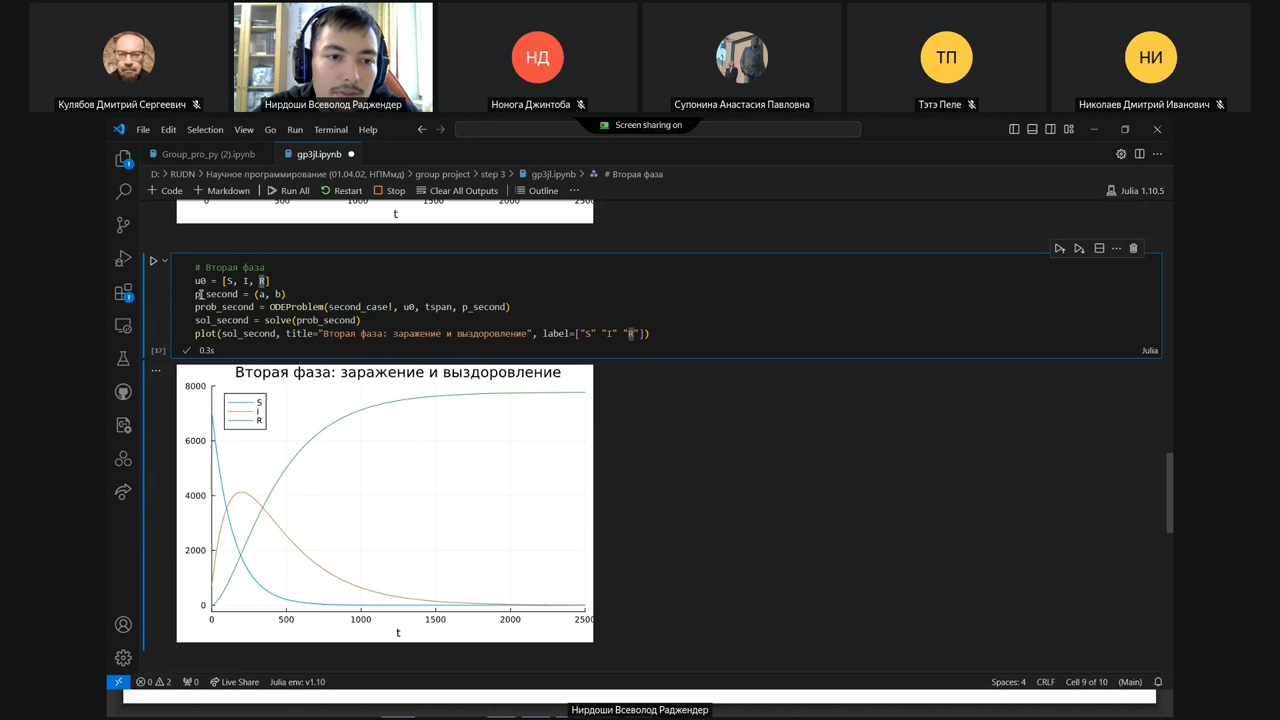 НД
ТП
НИ
Кулябов Дмитрий Сергеевич
Нирдоши Всеволод Раджендер
Нонога Джинтоба
Супонина Анастасия Павловна
Тэтэ Пеле
Николаев Дмитрий Иванович
Screen sharing on
File Edit Selection View Go Run Terminal Help
Group_pro_py (2).ipynb
gp3jl.ipynb
D: > RUDN > Научное программирование (01.04.02, НПМмд) > group project > step 3 > gp3jl.ipynb > # Вторая фаза
+ Code + Markdown Run All Restart Stop Clear All Outputs Outline ...
Julia 1.10.5
0 500 1000 1500 2000 2500
t
# Вторая фаза
u0 = [S, I, R]
p_second = (a, b)
prob_second = ODEProblem(second_case!, u0, tspan, p_second)
sol_second = solve(prob_second)
plot(sol_second, title="Вторая фаза: заражение и выздоровление", label=["S" "I" "R"])
[17]
0.3s
Julia
Вторая фаза: заражение и выздоровление
8000
S
I
R
6000
4000
2000
0
0 500 1000 1500 2000 2500
t
1
1
0 2 0 Live Share Julia env: v1.10
Spaces: 4 CRLF Cell 9 of 10 (Main)
Нирдоши Всеволод Раджендер